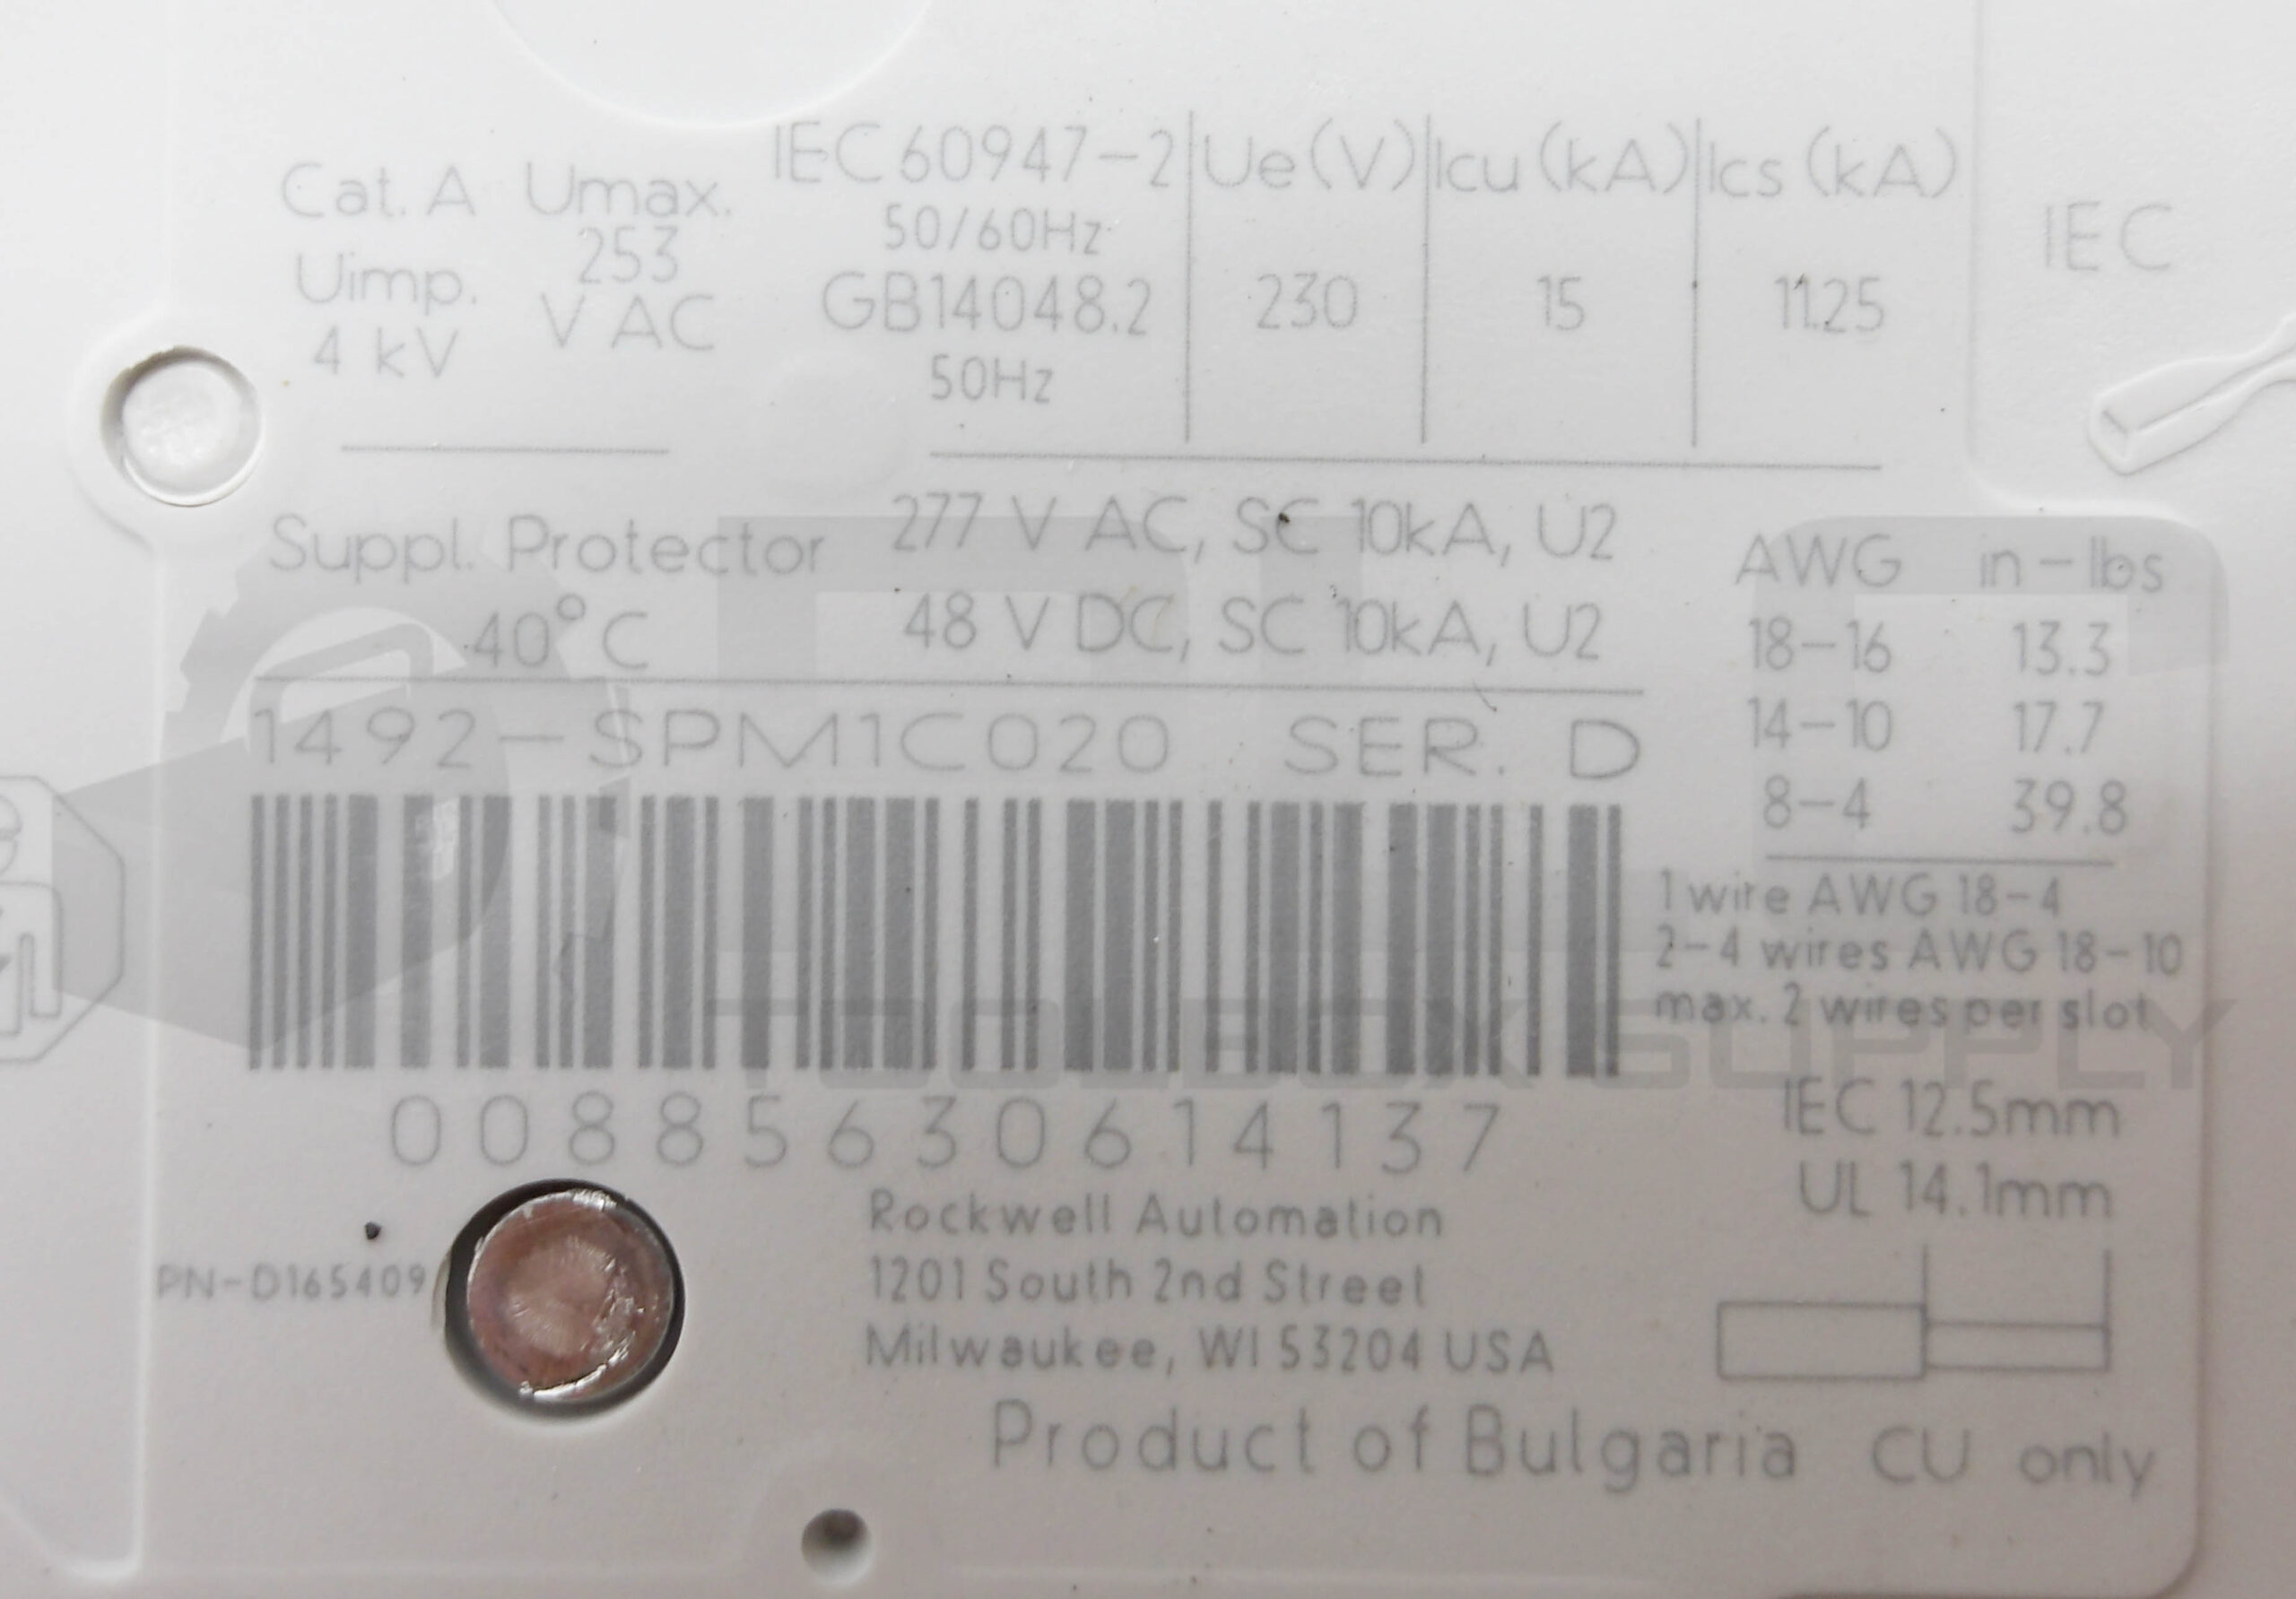 Cat. A Umax.
Uimp. 253
4 kV V AC
IEC 60947-2 Ue (V) Icu (kA) Ics (kA)
50/60Hz
GB14048.2 230 15 11.25
50Hz
IEC
Suppl. Protector 277 V AC, SC 10kA, U2
40°C 48 V DC, SC 10kA, U2
1492-SPM1C020 SER. D
00885630614137
AWG in-lbs
18-16 13.3
14-10 17.7
8-4 39.8
1 wire AWG 18-4
2-4 wires AWG 18-10
max. 2 wires per slot
IEC 12.5mm
UL 14.1mm
PN-D165409
Rockwell Automation
1201 South 2nd Street
Milwaukee, WI 53204 USA
Product of Bulgaria CU only
TOOLBOX SUPPLY